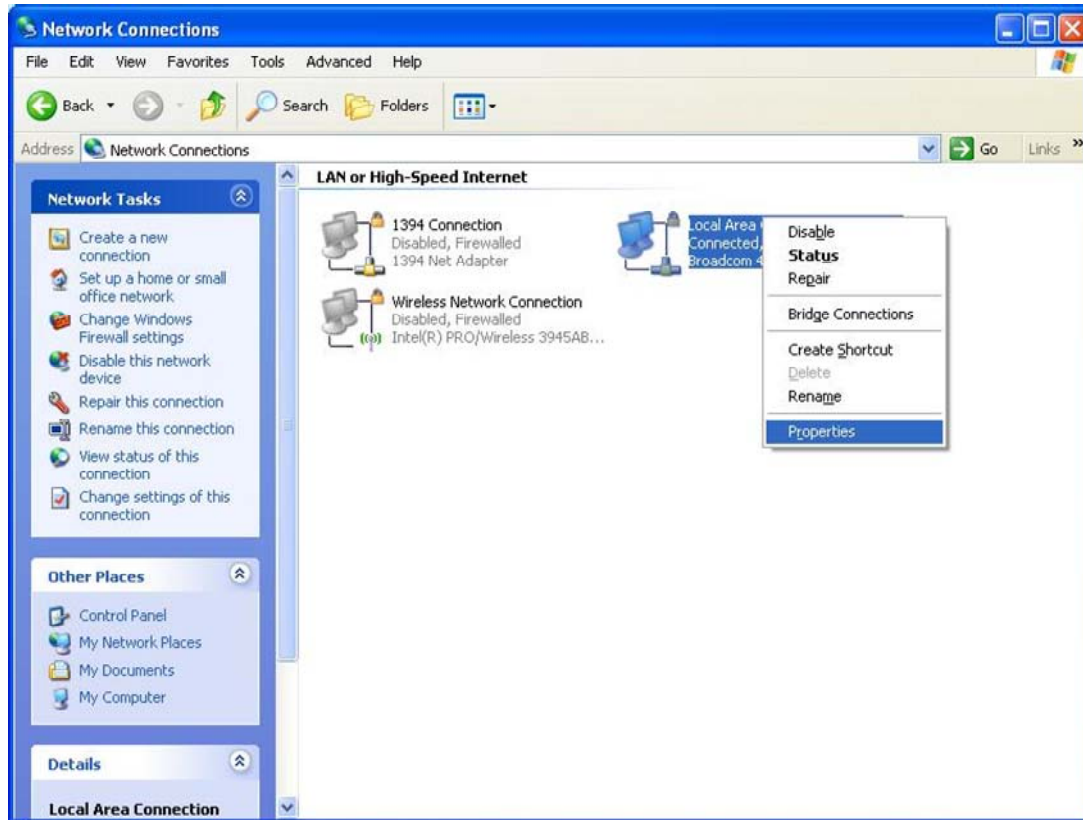 Network Connections
File Edit View Favorites Tools Advanced Help
Back Search Folders
Address Network Connections Go Links »
Network Tasks
Create a new
connection
Set up a home or small
office network
Change Windows
Firewall settings
Disable this network
device
Repair this connection
Rename this connection
View status of this
connection
Change settings of this
connection
Other Places
Control Panel
My Network Places
My Documents
My Computer
Details
Local Area Connection
LAN or High-Speed Internet
1394 Connection
Disabled, Firewalled
1394 Net Adapter
Wireless Network Connection
Disabled, Firewalled
Intel(R) PRO/Wireless 3945AB...
Local Area
Connected,
Broadcom 4
Disable
Status
Repair
Bridge Connections
Create Shortcut
Delete
Rename
Properties